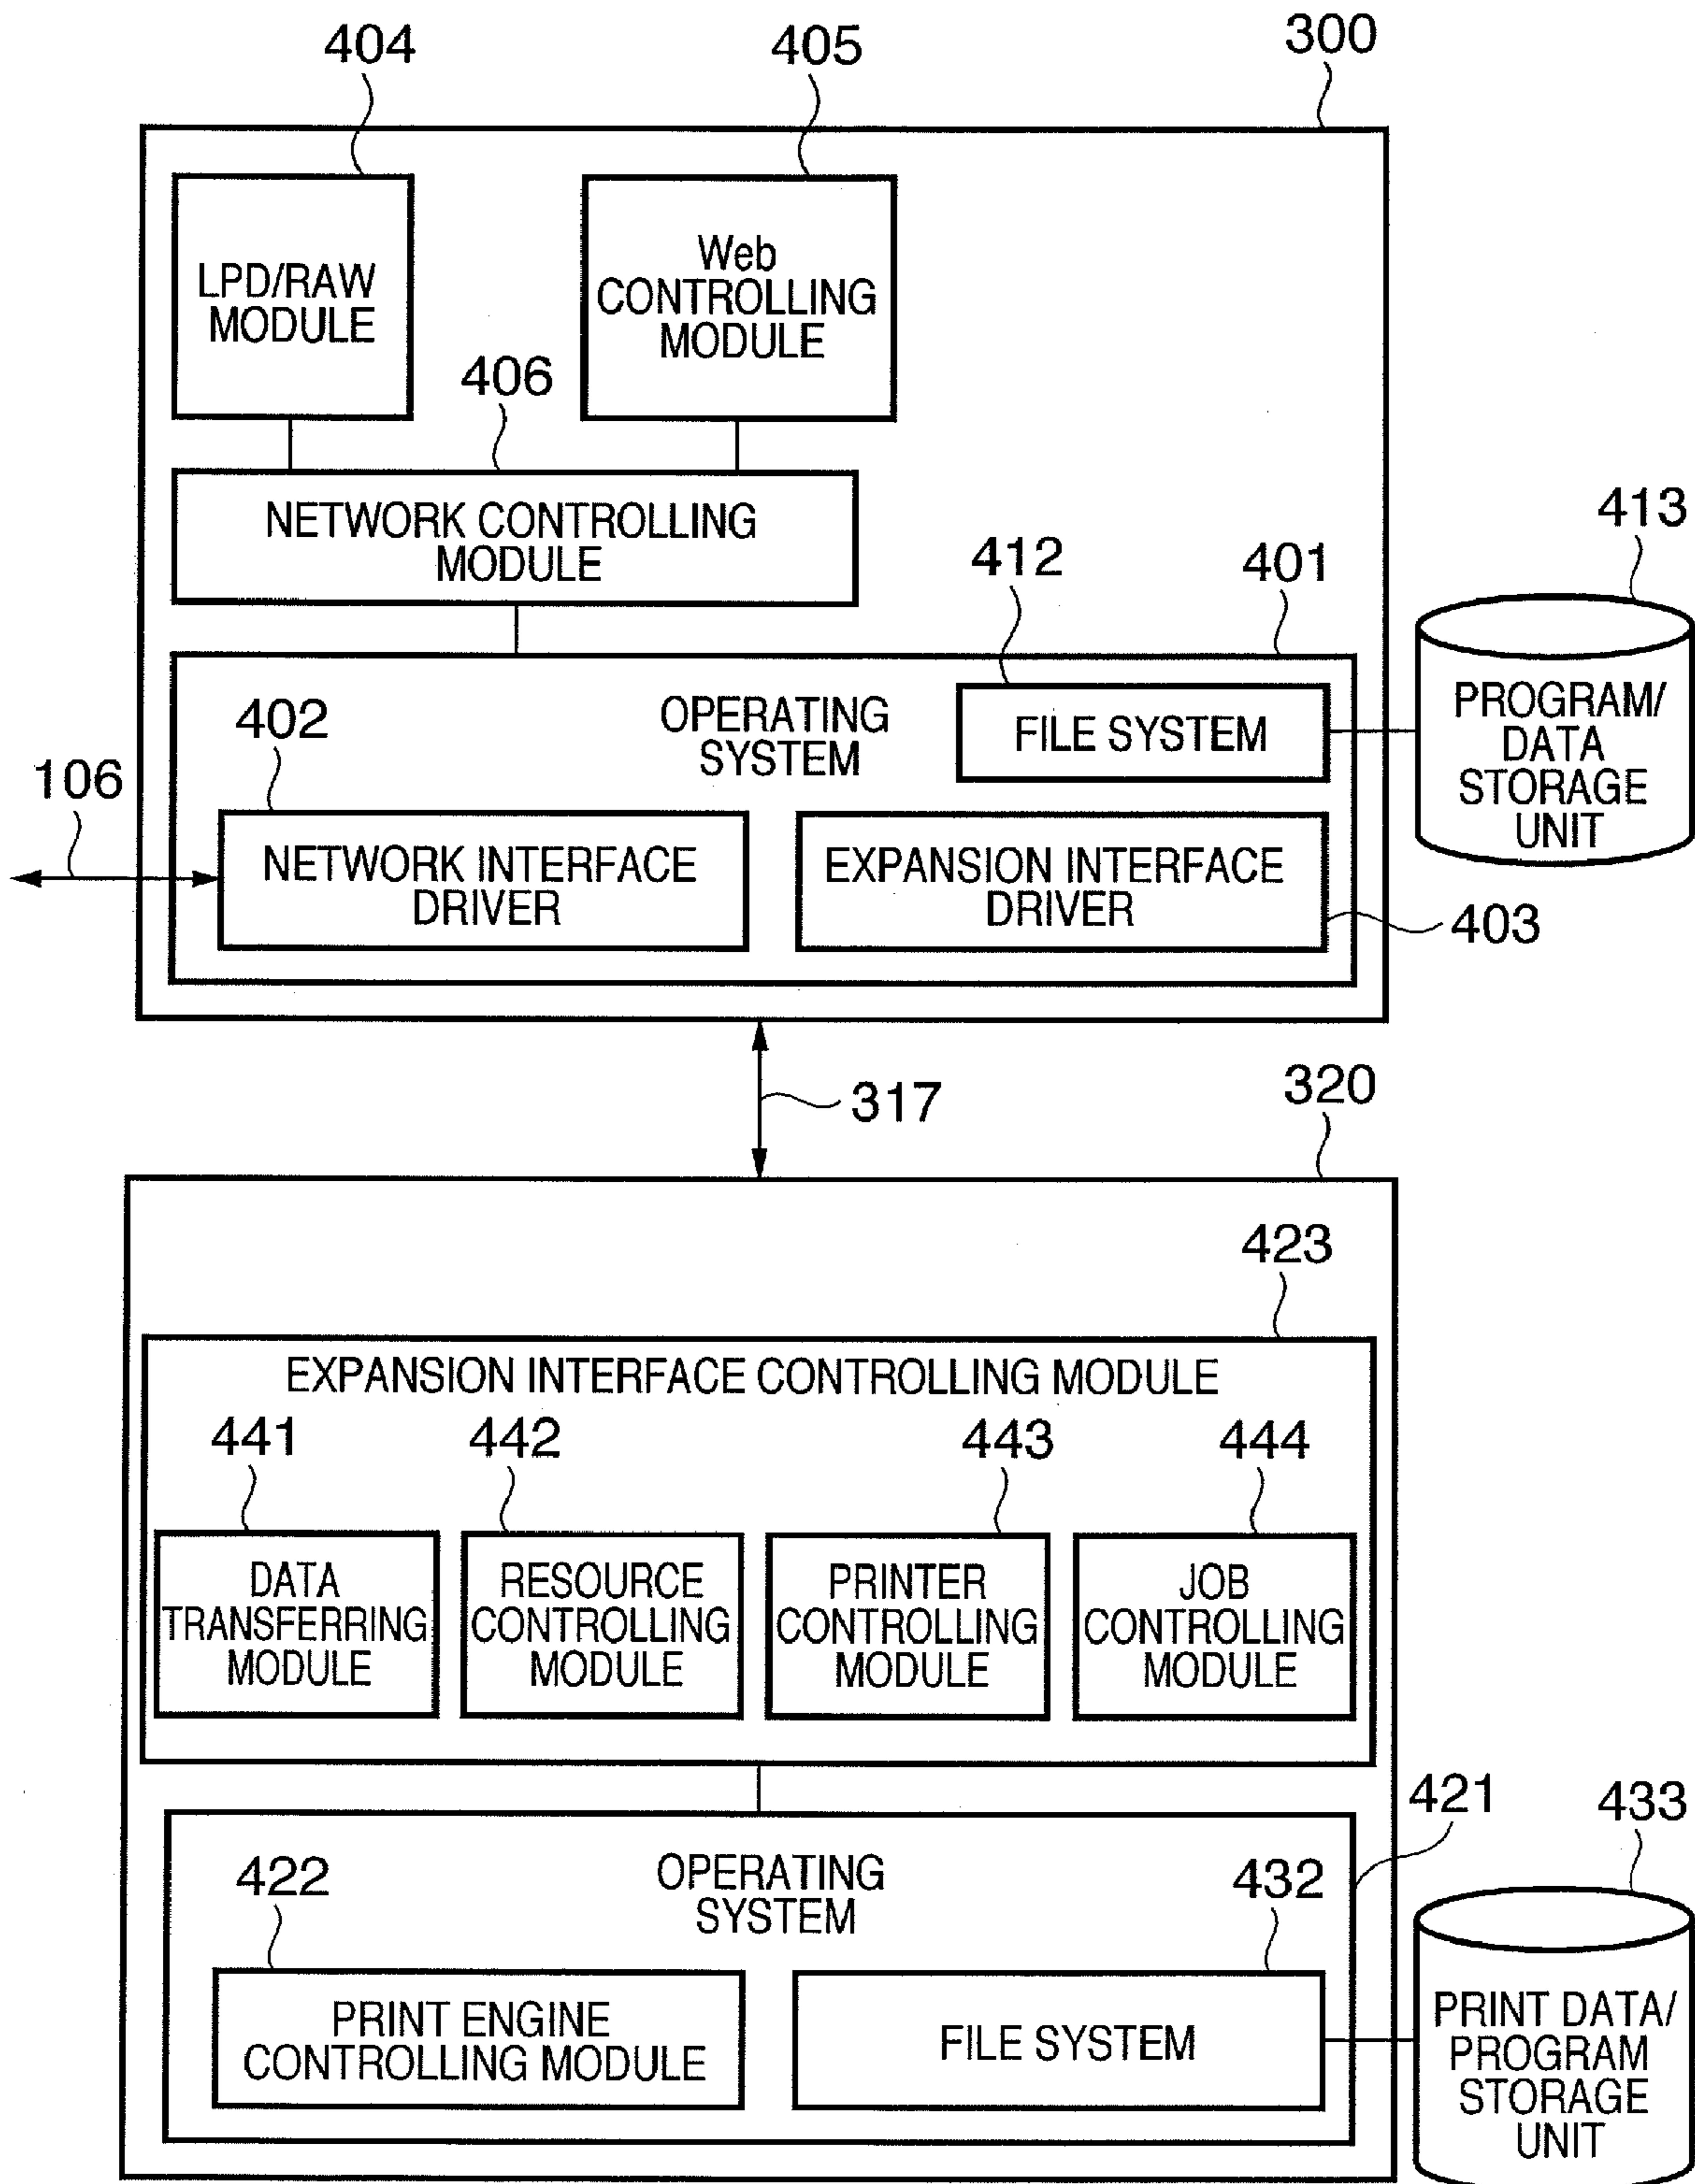 404
405
300
LPD/RAW
MODULE
Web
CONTROLLING
MODULE
406
NETWORK CONTROLLING
MODULE
412
401
413
OPERATING
SYSTEM
FILE SYSTEM
PROGRAM/
DATA
STORAGE
UNIT
402
106
NETWORK INTERFACE
DRIVER
EXPANSION INTERFACE
DRIVER
403
317
320
423
EXPANSION INTERFACE CONTROLLING MODULE
441
442
443
444
DATA
TRANSFERRING
MODULE
RESOURCE
CONTROLLING
MODULE
PRINTER
CONTROLLING
MODULE
JOB
CONTROLLING
MODULE
421
433
OPERATING
SYSTEM
422
432
PRINT ENGINE
CONTROLLING MODULE
FILE SYSTEM
PRINT DATA/
PROGRAM
STORAGE
UNIT